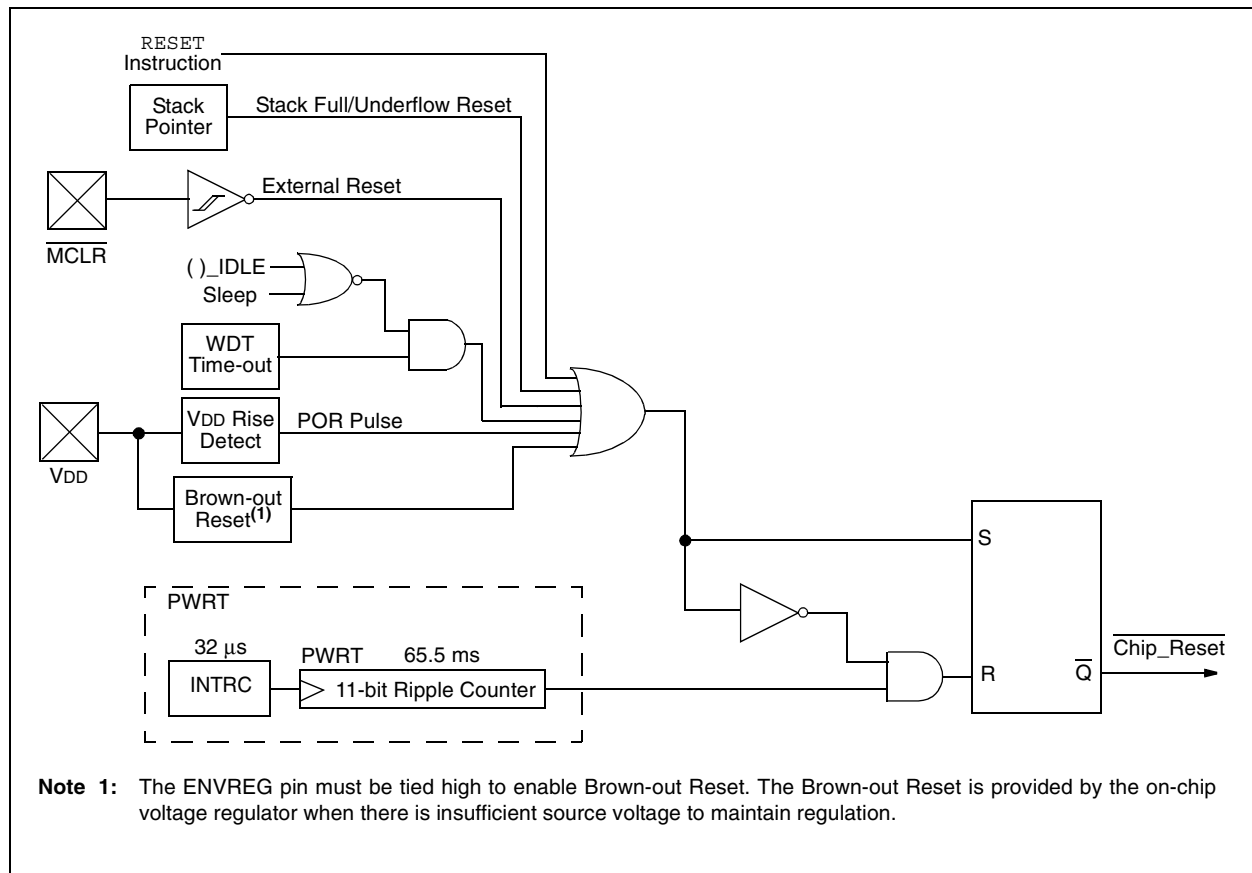 RESET
Instruction
Stack
Pointer
Stack Full/Underflow Reset
External Reset
MCLR
( )_IDLE
Sleep
WDT
Time-out
VDD Rise
Detect
POR Pulse
VDD
Brown-out
Reset(1)
S
PWRT
32 μs
PWRT
65.5 ms
INTRC
11-bit Ripple Counter
R
Q
Chip_Reset
Note 1: The ENVREG pin must be tied high to enable Brown-out Reset. The Brown-out Reset is provided by the on-chip
voltage regulator when there is insufficient source voltage to maintain regulation.